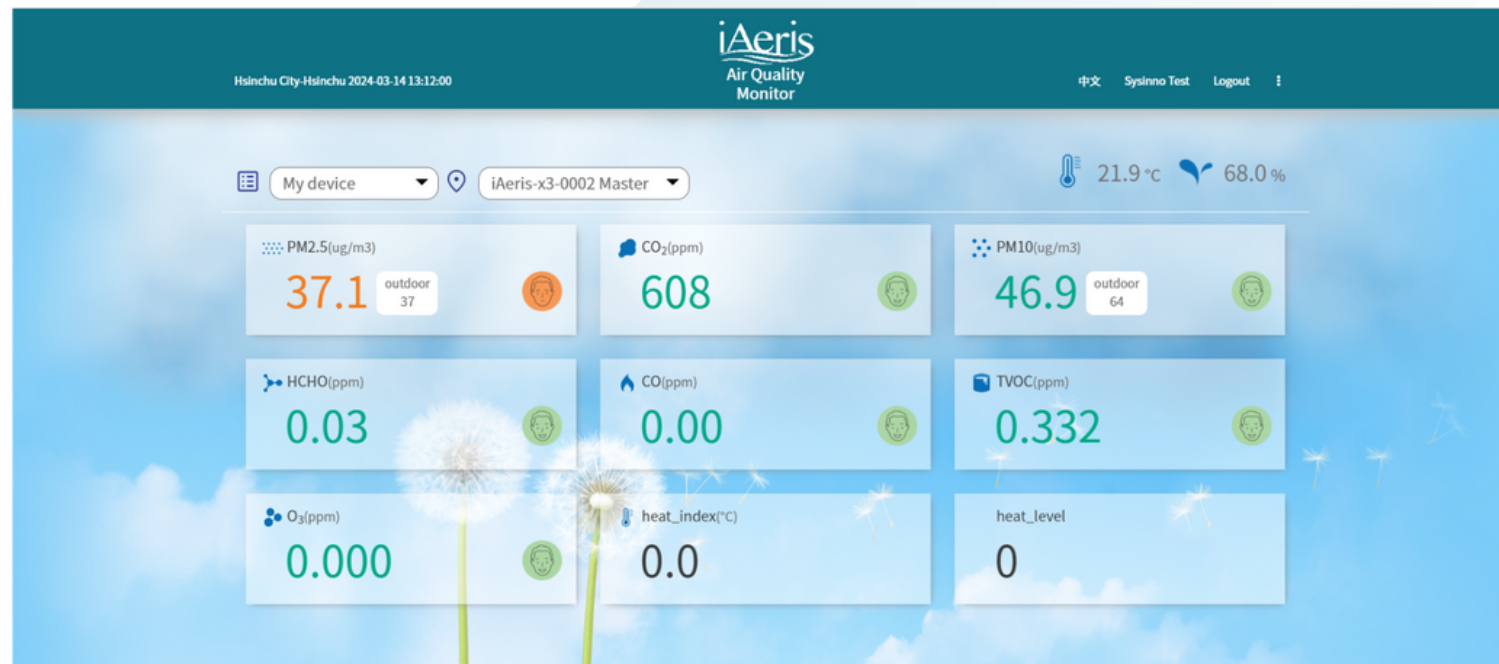 iAeris
Air Quality
Monitor
Hsinchu City-Hsinchu 2024-03-14 13:12:00
中文 Sysinno Test Logout
My device
iAeris-x3-0002 Master
21.9 °C 68.0 %
PM2.5(ug/m3)
37.1
outdoor
37
CO₂(ppm)
608
PM10(ug/m3)
46.9
outdoor
64
HCHO(ppm)
0.03
CO(ppm)
0.00
TVOC(ppm)
0.332
O₃(ppm)
0.000
heat_index(°C)
0.0
heat_level
0